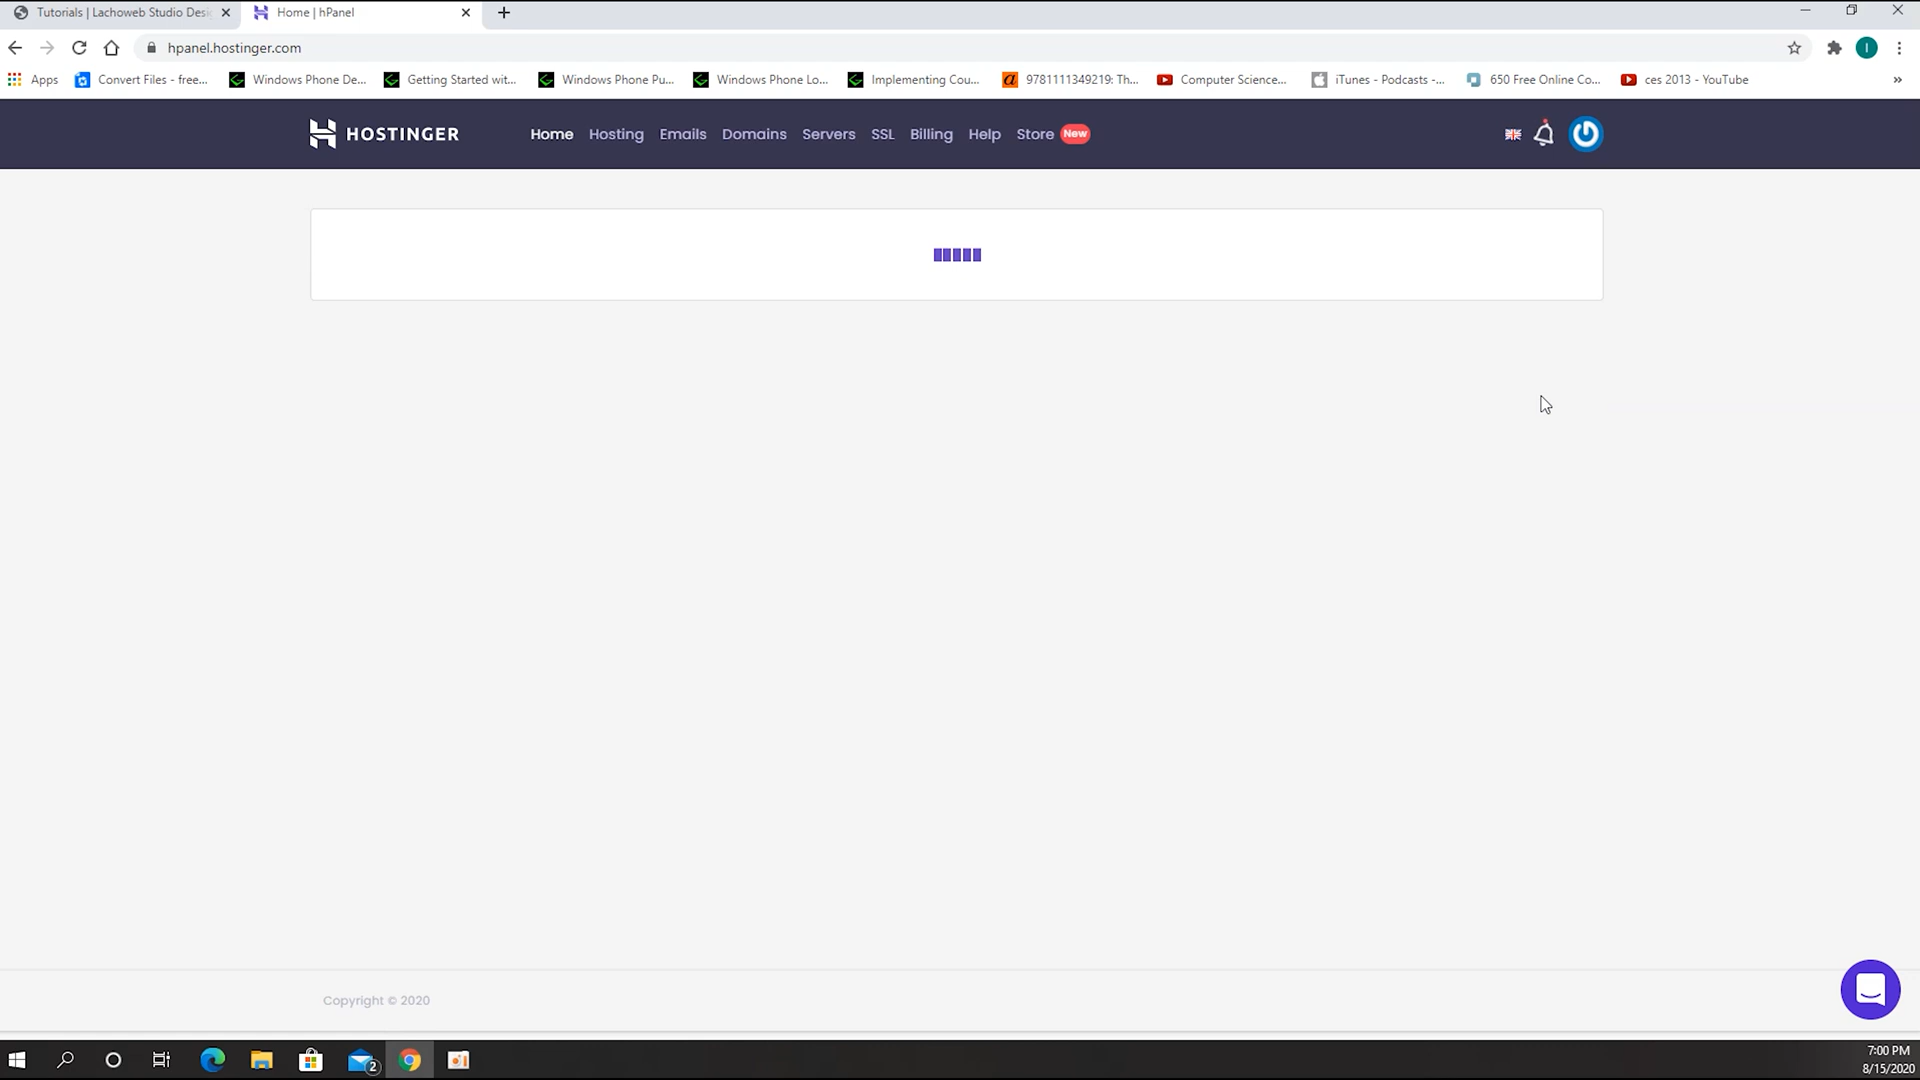 Tutorials | Lachoweb Studio Desi
Home | hPanel
hpanel.hostinger.com
Apps
Convert Files - free...
Windows Phone De...
Getting Started wit...
Windows Phone Pu...
Windows Phone Lo...
Implementing Cou...
9781111349219: Th...
Computer Science...
iTunes - Podcasts -...
650 Free Online Co...
ces 2013 - YouTube
HOSTINGER
Home
Hosting
Emails
Domains
Servers
SSL
Billing
Help
Store New
Copyright © 2020
2
7:00 PM
8/15/2020